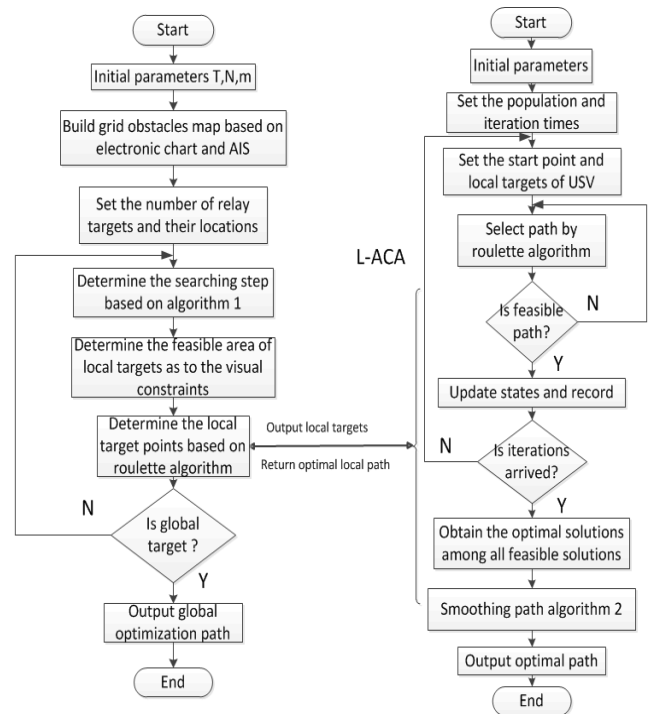 Start
Initial parameters T,N,m
Build grid obstacles map based on
electronic chart and AIS
Set the number of relay
targets and their locations
Determine the searching step
based on algorithm 1
Determine the feasible area of
local targets as to the visual
constraints
Determine the local
target points based on
roulette algorithm
N
Is global
target ?
Y
Output global
optimization path
End
Output local targets
Return optimal local path
L-ACA
Start
Initial parameters
Set the population and
iteration times
Set the start point and
local targets of USV
Select path by
roulette algorithm
N
Is feasible
path?
Y
Update states and record
N
Is iterations
arrived?
Y
Obtain the optimal solutions
among all feasible solutions
Smoothing path algorithm 2
Output optimal path
End